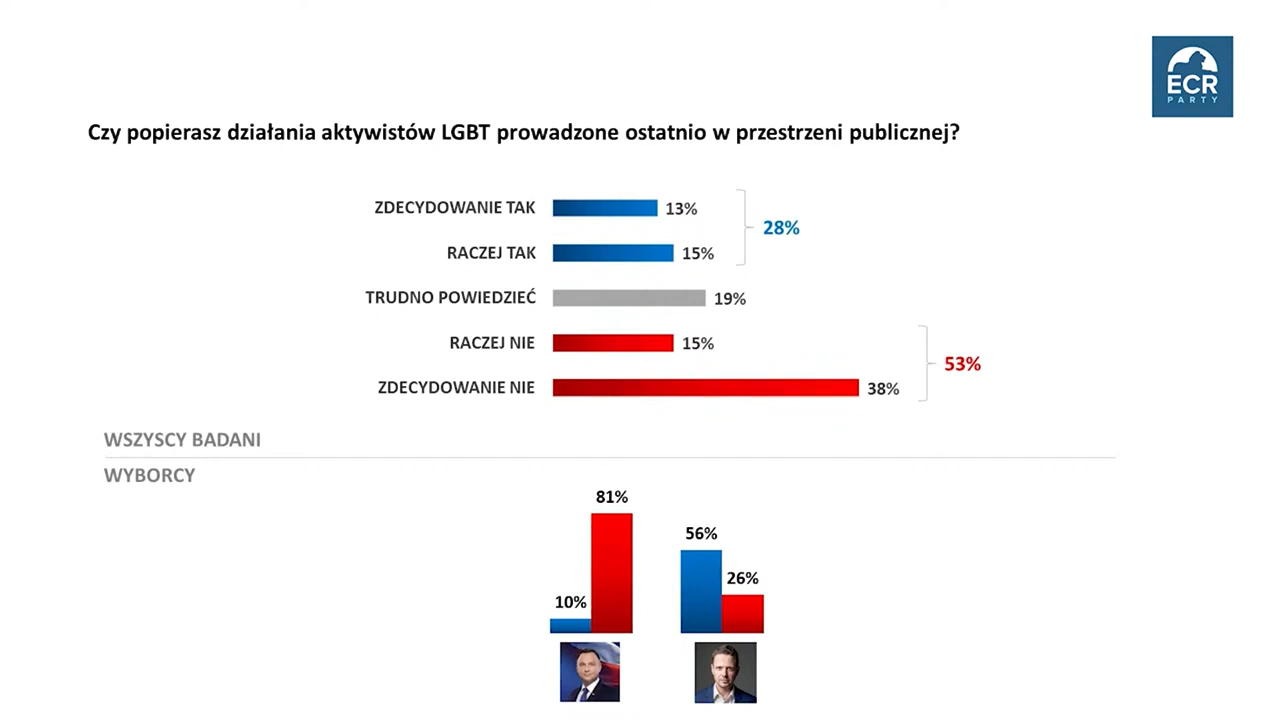 ECR
PARTY
Czy popierasz działania aktywistów LGBT prowadzone ostatnio w przestrzeni publicznej?
ZDECYDOWANIE TAK 13%
28%
RACZEJ TAK 15%
TRUDNO POWIEDZIEĆ 19%
RACZEJ NIE 15%
53%
ZDECYDOWANIE NIE 38%
WSZYSCY BADANI
WYBORCY
81%
56%
26%
10%